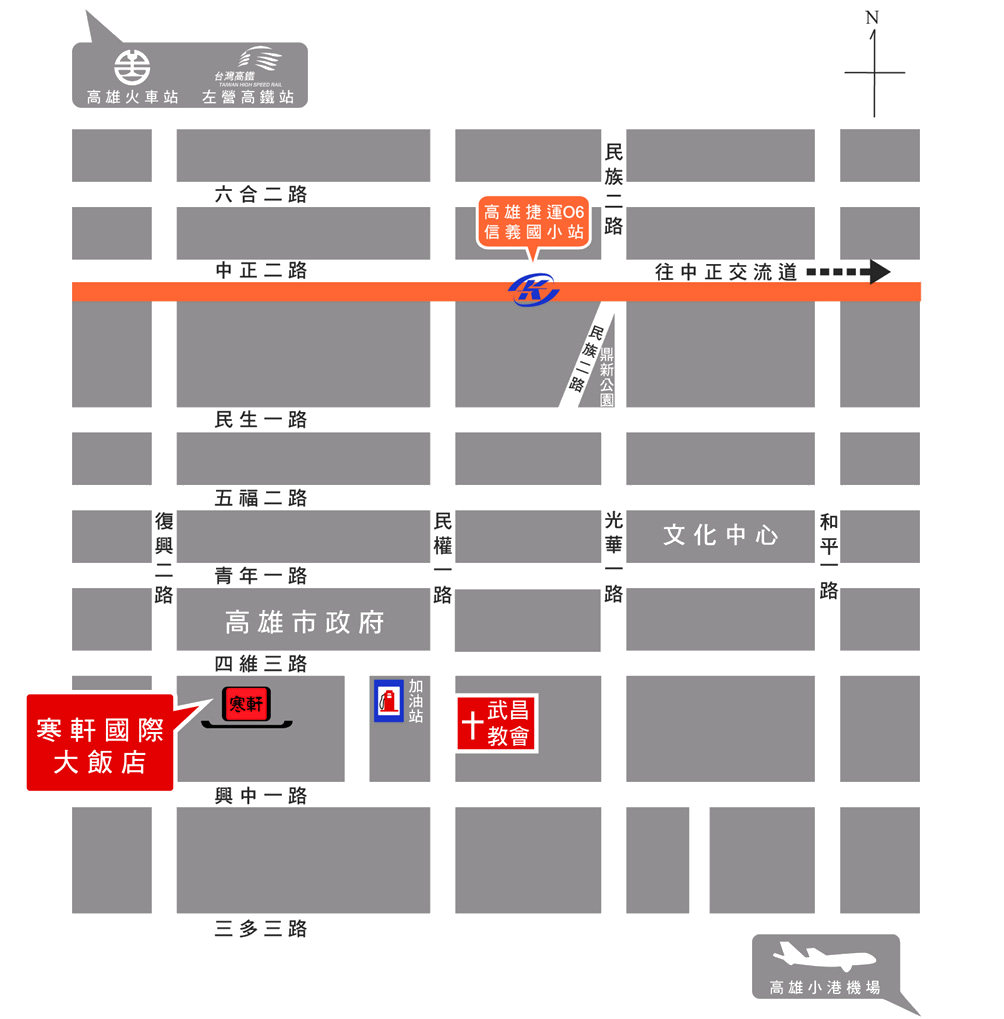 N
台灣高鐵
TAIWAN HIGH SPEED RAIL
高雄火車站
左營高鐵站
民族二路
六合二路
高雄捷運O6
信義國小站
中正二路
往中正交流道
K
民族二路
鼎新公園
民生一路
五福二路
復興二路
民權一路
光華一路
文化中心
和平一路
青年一路
高雄市政府
四維三路
寒軒
加油站
寒軒國際
大飯店
武昌
教會
興中一路
三多三路
高雄小港機場